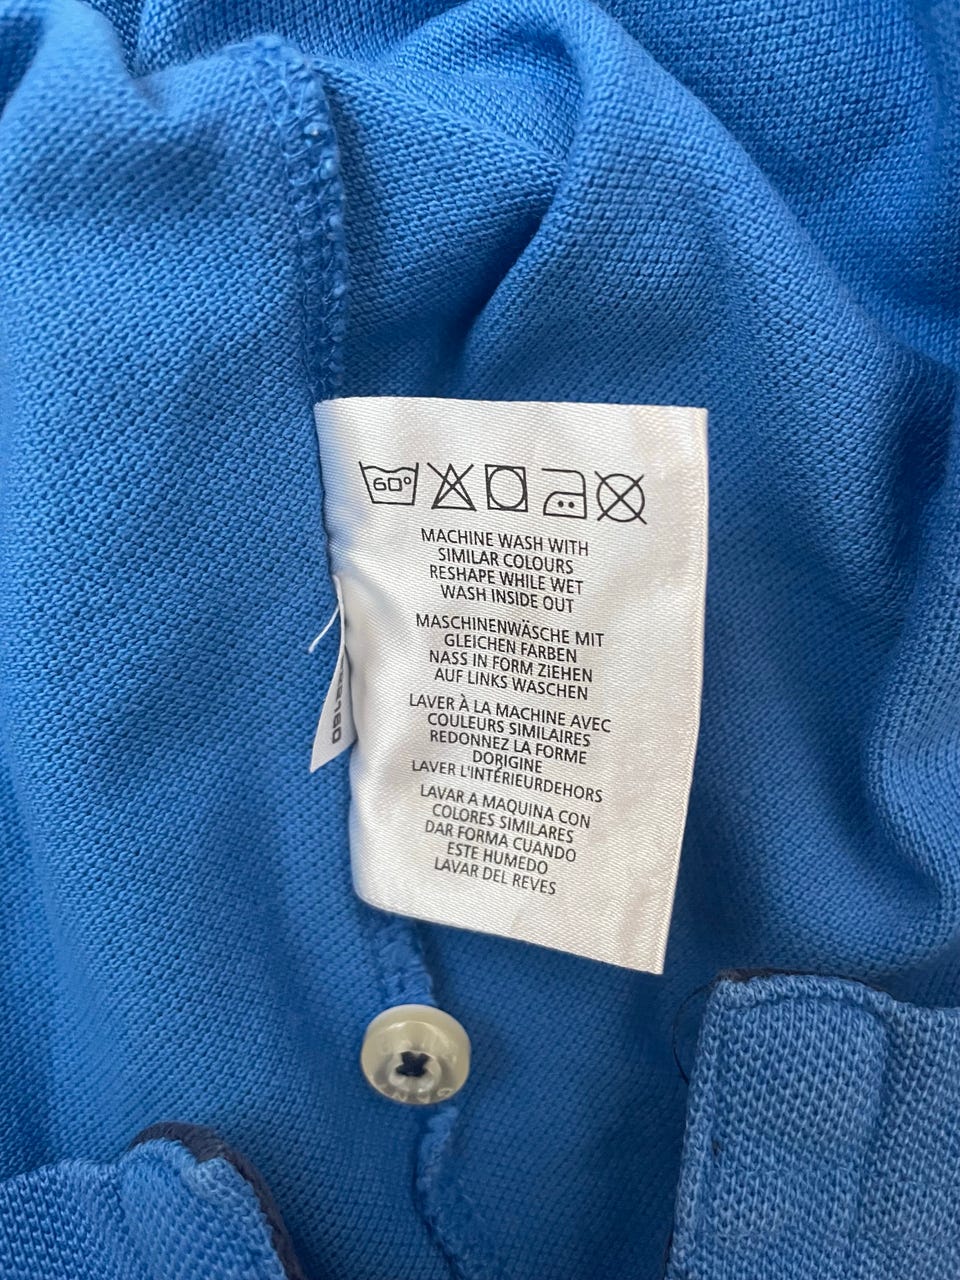 60°
MACHINE WASH WITH
SIMILAR COLOURS
RESHAPE WHILE WET
WASH INSIDE OUT
MASCHINENWÄSCHE MIT
GLEICHEN FARBEN
NASS IN FORM ZIEHEN
AUF LINKS WASCHEN
LAVER À LA MACHINE AVEC
COULEURS SIMILAIRES
REDONNEZ LA FORME
DORIGINE
LAVER L'INTÉRIEURDEHORS
LAVAR A MAQUINA CON
COLORES SIMILARES
DAR FORMA CUANDO
ESTE HUMEDO
LAVAR DEL REVES